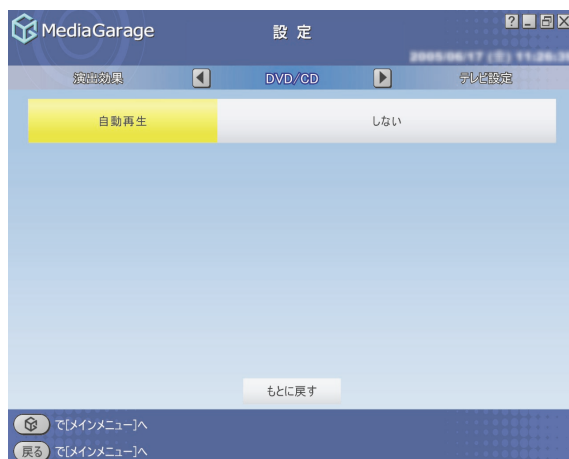 MediaGarage
設定
?
2005/06/17 (金) 11:26:3
演出効果
DVD/CD
テレビ設定
自動再生
しない
もとに戻す
で[メインメニュー]へ
戻る で[メインメニュー]へ